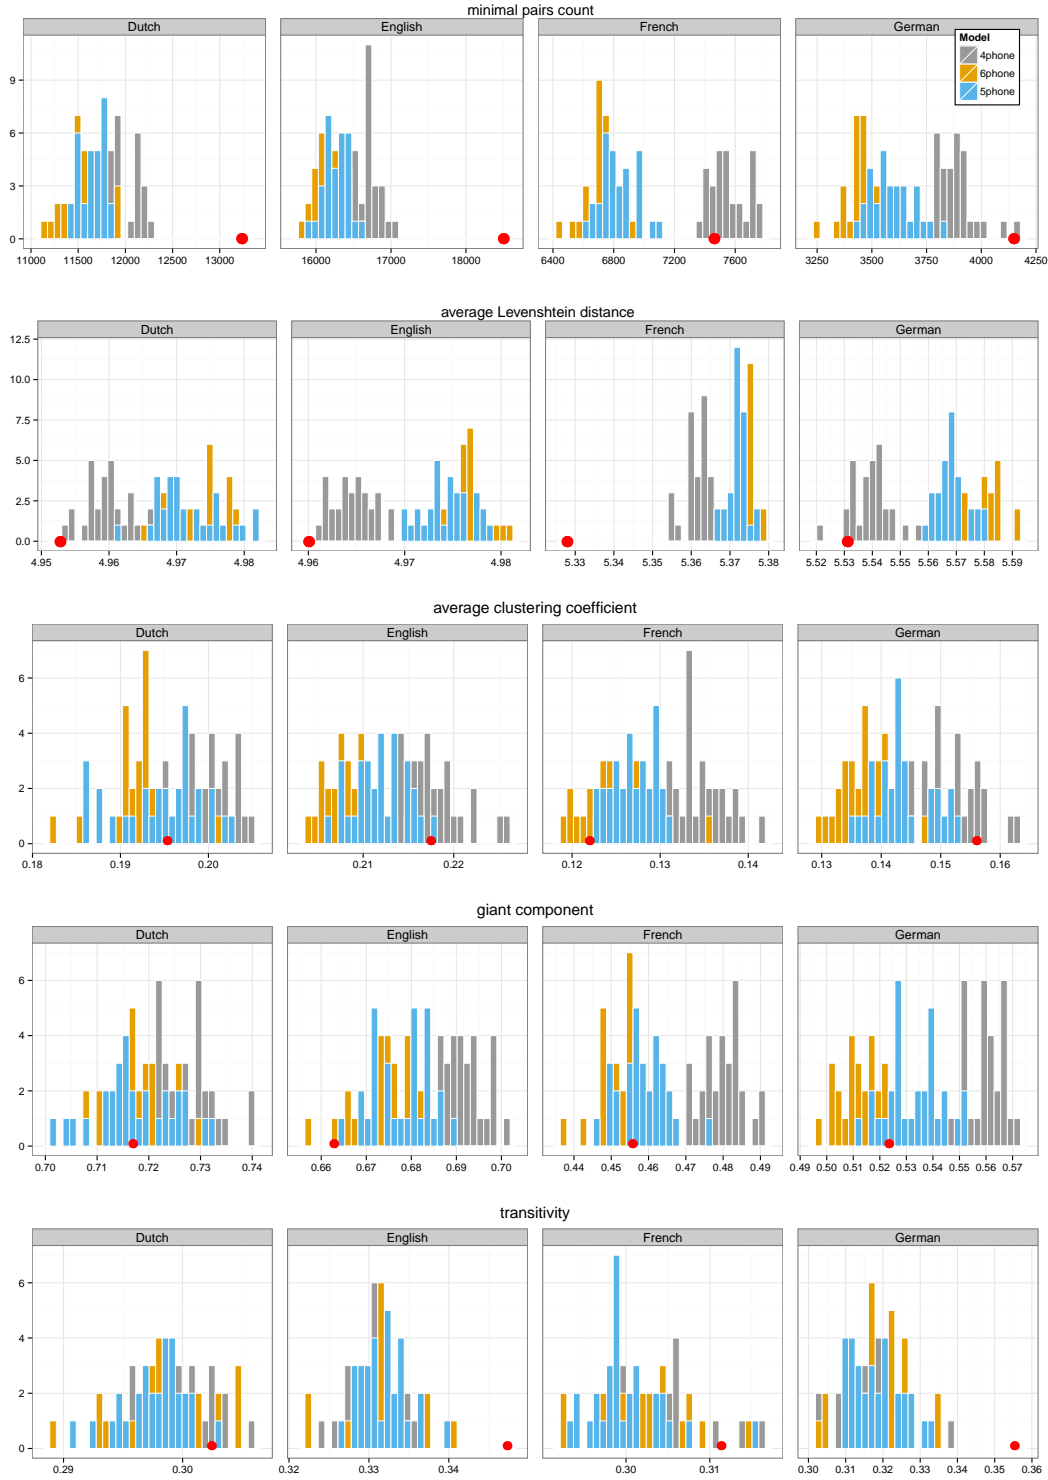 minimal pairs count
Dutch English French German
Model
4phone
6phone
5phone
9
6
3
0
11000 11500 12000 12500 13000 16000 17000 18000 6400 6800 7200 7600 3250 3500 3750 4000 4250
average Levenshtein distance
Dutch English French German
12.5
10.0
7.5
5.0
2.5
0.0
4.95 4.96 4.97 4.98 4.96 4.97 4.98 5.33 5.34 5.35 5.36 5.37 5.38 5.52 5.53 5.54 5.55 5.56 5.57 5.58 5.59
average clustering coefficient
Dutch English French German
6
4
2
0
0.18 0.19 0.20 0.21 0.22 0.12 0.13 0.14 0.13 0.14 0.15 0.16
giant component
Dutch English French German
6
4
2
0
0.70 0.71 0.72 0.73 0.74 0.66 0.67 0.68 0.69 0.70 0.44 0.45 0.46 0.47 0.48 0.49 0.49 0.50 0.51 0.52 0.53 0.54 0.55 0.56 0.57
transitivity
Dutch English French German
6
4
2
0
0.29 0.30 0.32 0.33 0.34 0.30 0.31 0.30 0.31 0.32 0.33 0.34 0.35 0.36